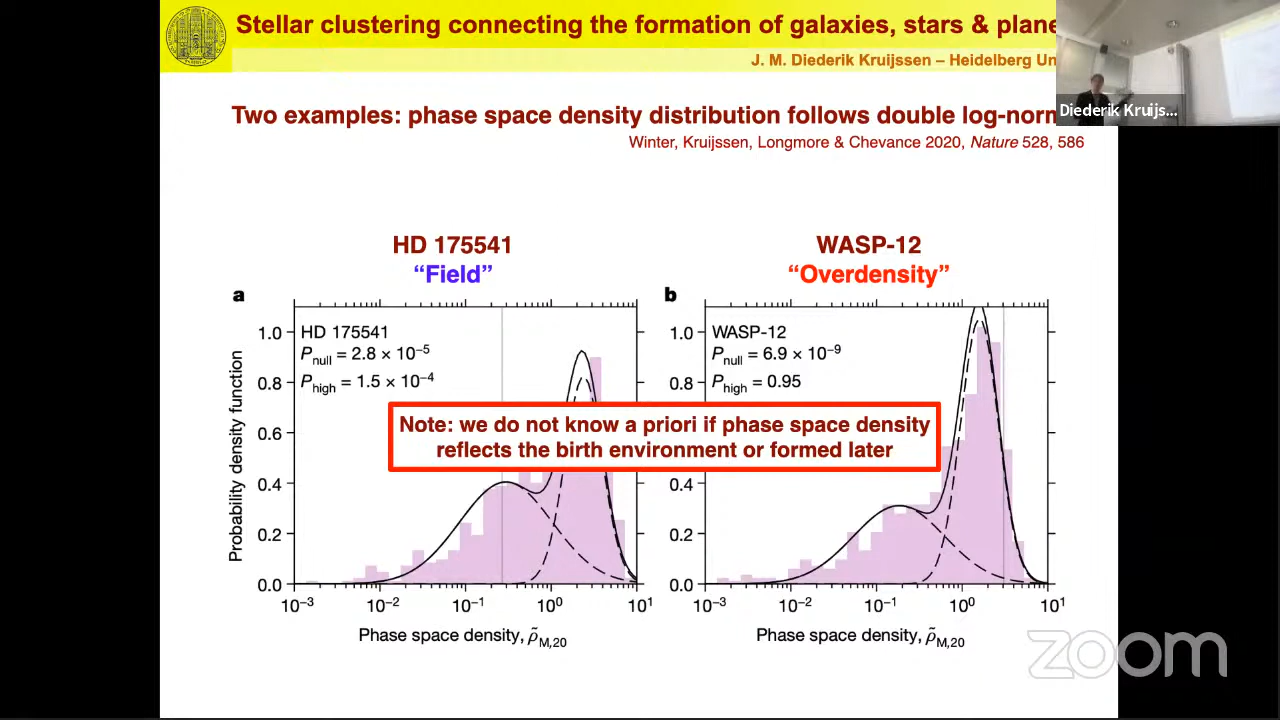 Stellar clustering connecting the formation of galaxies, stars & plane
J. M. Diederik Kruijssen – Heidelberg Un
Diederik Kruijs...
Two examples: phase space density distribution follows double log-norm
Winter, Kruijssen, Longmore & Chevance 2020, Nature 528, 586
HD 175541
“Field”
WASP-12
“Overdensity”
a
HD 175541
Pnull = 2.8 × 10⁻⁵
Phigh = 1.5 × 10⁻⁴
b
WASP-12
Pnull = 6.9 × 10⁻⁹
Phigh = 0.95
Note: we do not know a priori if phase space density
reflects the birth environment or formed later
Probability density function
1.0
0.8
0.6
0.4
0.2
0.0
10⁻³ 10⁻² 10⁻¹ 10⁰ 10¹
Phase space density, ρ̃M,20
1.0
0.8
0.6
0.4
0.2
0.0
10⁻³ 10⁻² 10⁻¹ 10⁰ 10¹
Phase space density, ρ̃M,20
zoom